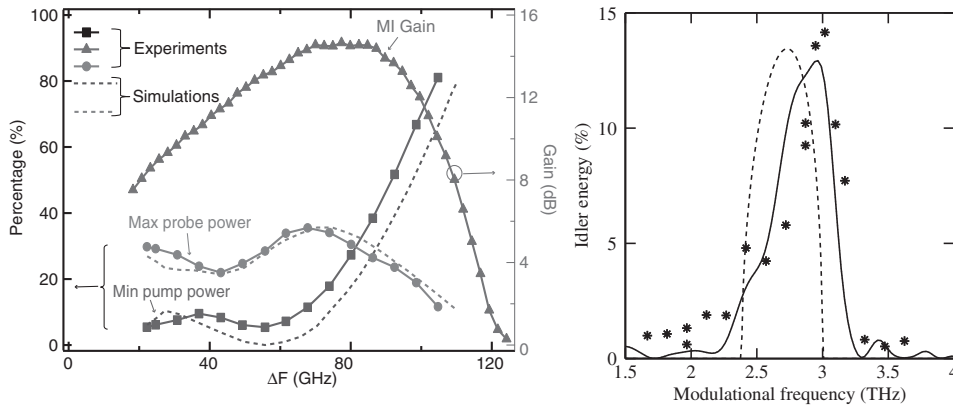 100
80
60
40
20
0
Percentage (%)
Experiments
Simulations
MI Gain
Max probe power
Min pump power
16
12
8
4
0
Gain (dB)
0
40
80
120
ΔF (GHz)
15
10
5
0
Idler energy (%)
1.5
2
2.5
3
3.5
4
Modulational frequency (THz)